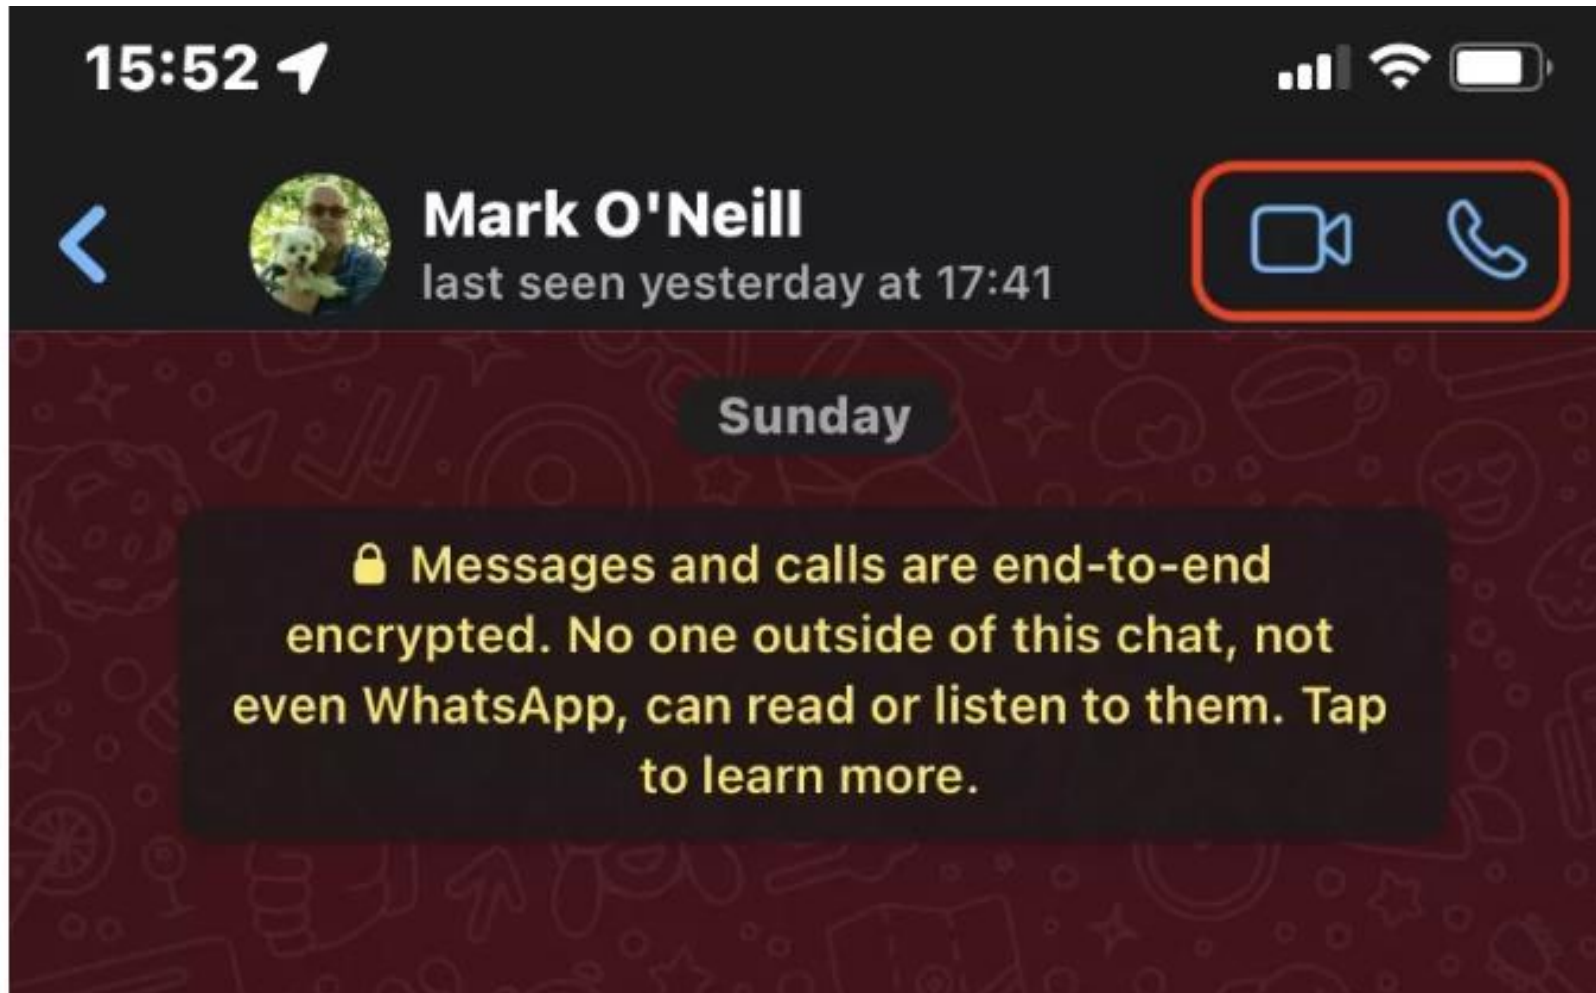 15:52
Mark O'Neill
last seen yesterday at 17:41
Sunday
Messages and calls are end-to-end
encrypted. No one outside of this chat, not
even WhatsApp, can read or listen to them. Tap
to learn more.